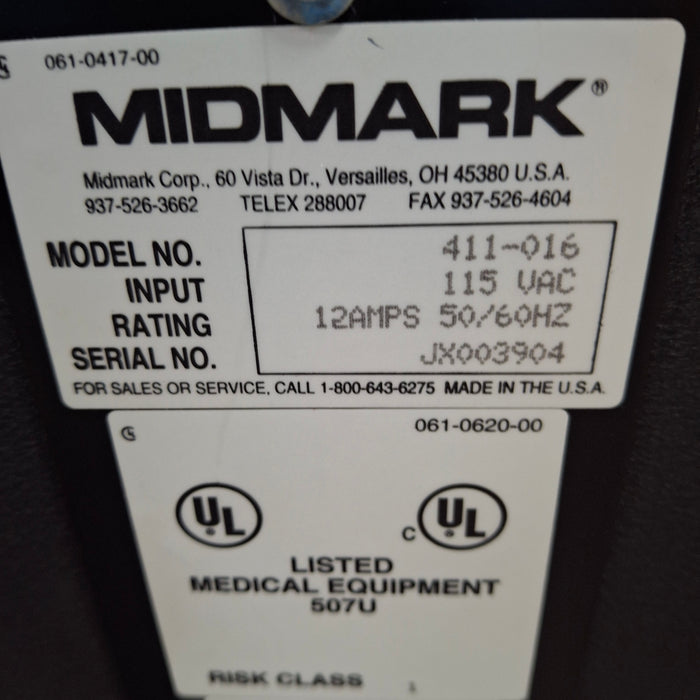 061-0417-00
MIDMARK®
Midmark Corp., 60 Vista Dr., Versailles, OH 45380 U.S.A.
937-526-3662 TELEX 288007 FAX 937-526-4604
MODEL NO. 411-016
INPUT 115 VAC
RATING 12AMPS 50/60HZ
SERIAL NO. JX003904
FOR SALES OR SERVICE, CALL 1-800-643-6275 MADE IN THE U.S.A.
061-0620-00
UL C UL
LISTED
MEDICAL EQUIPMENT
507U
RISK CLASS 1